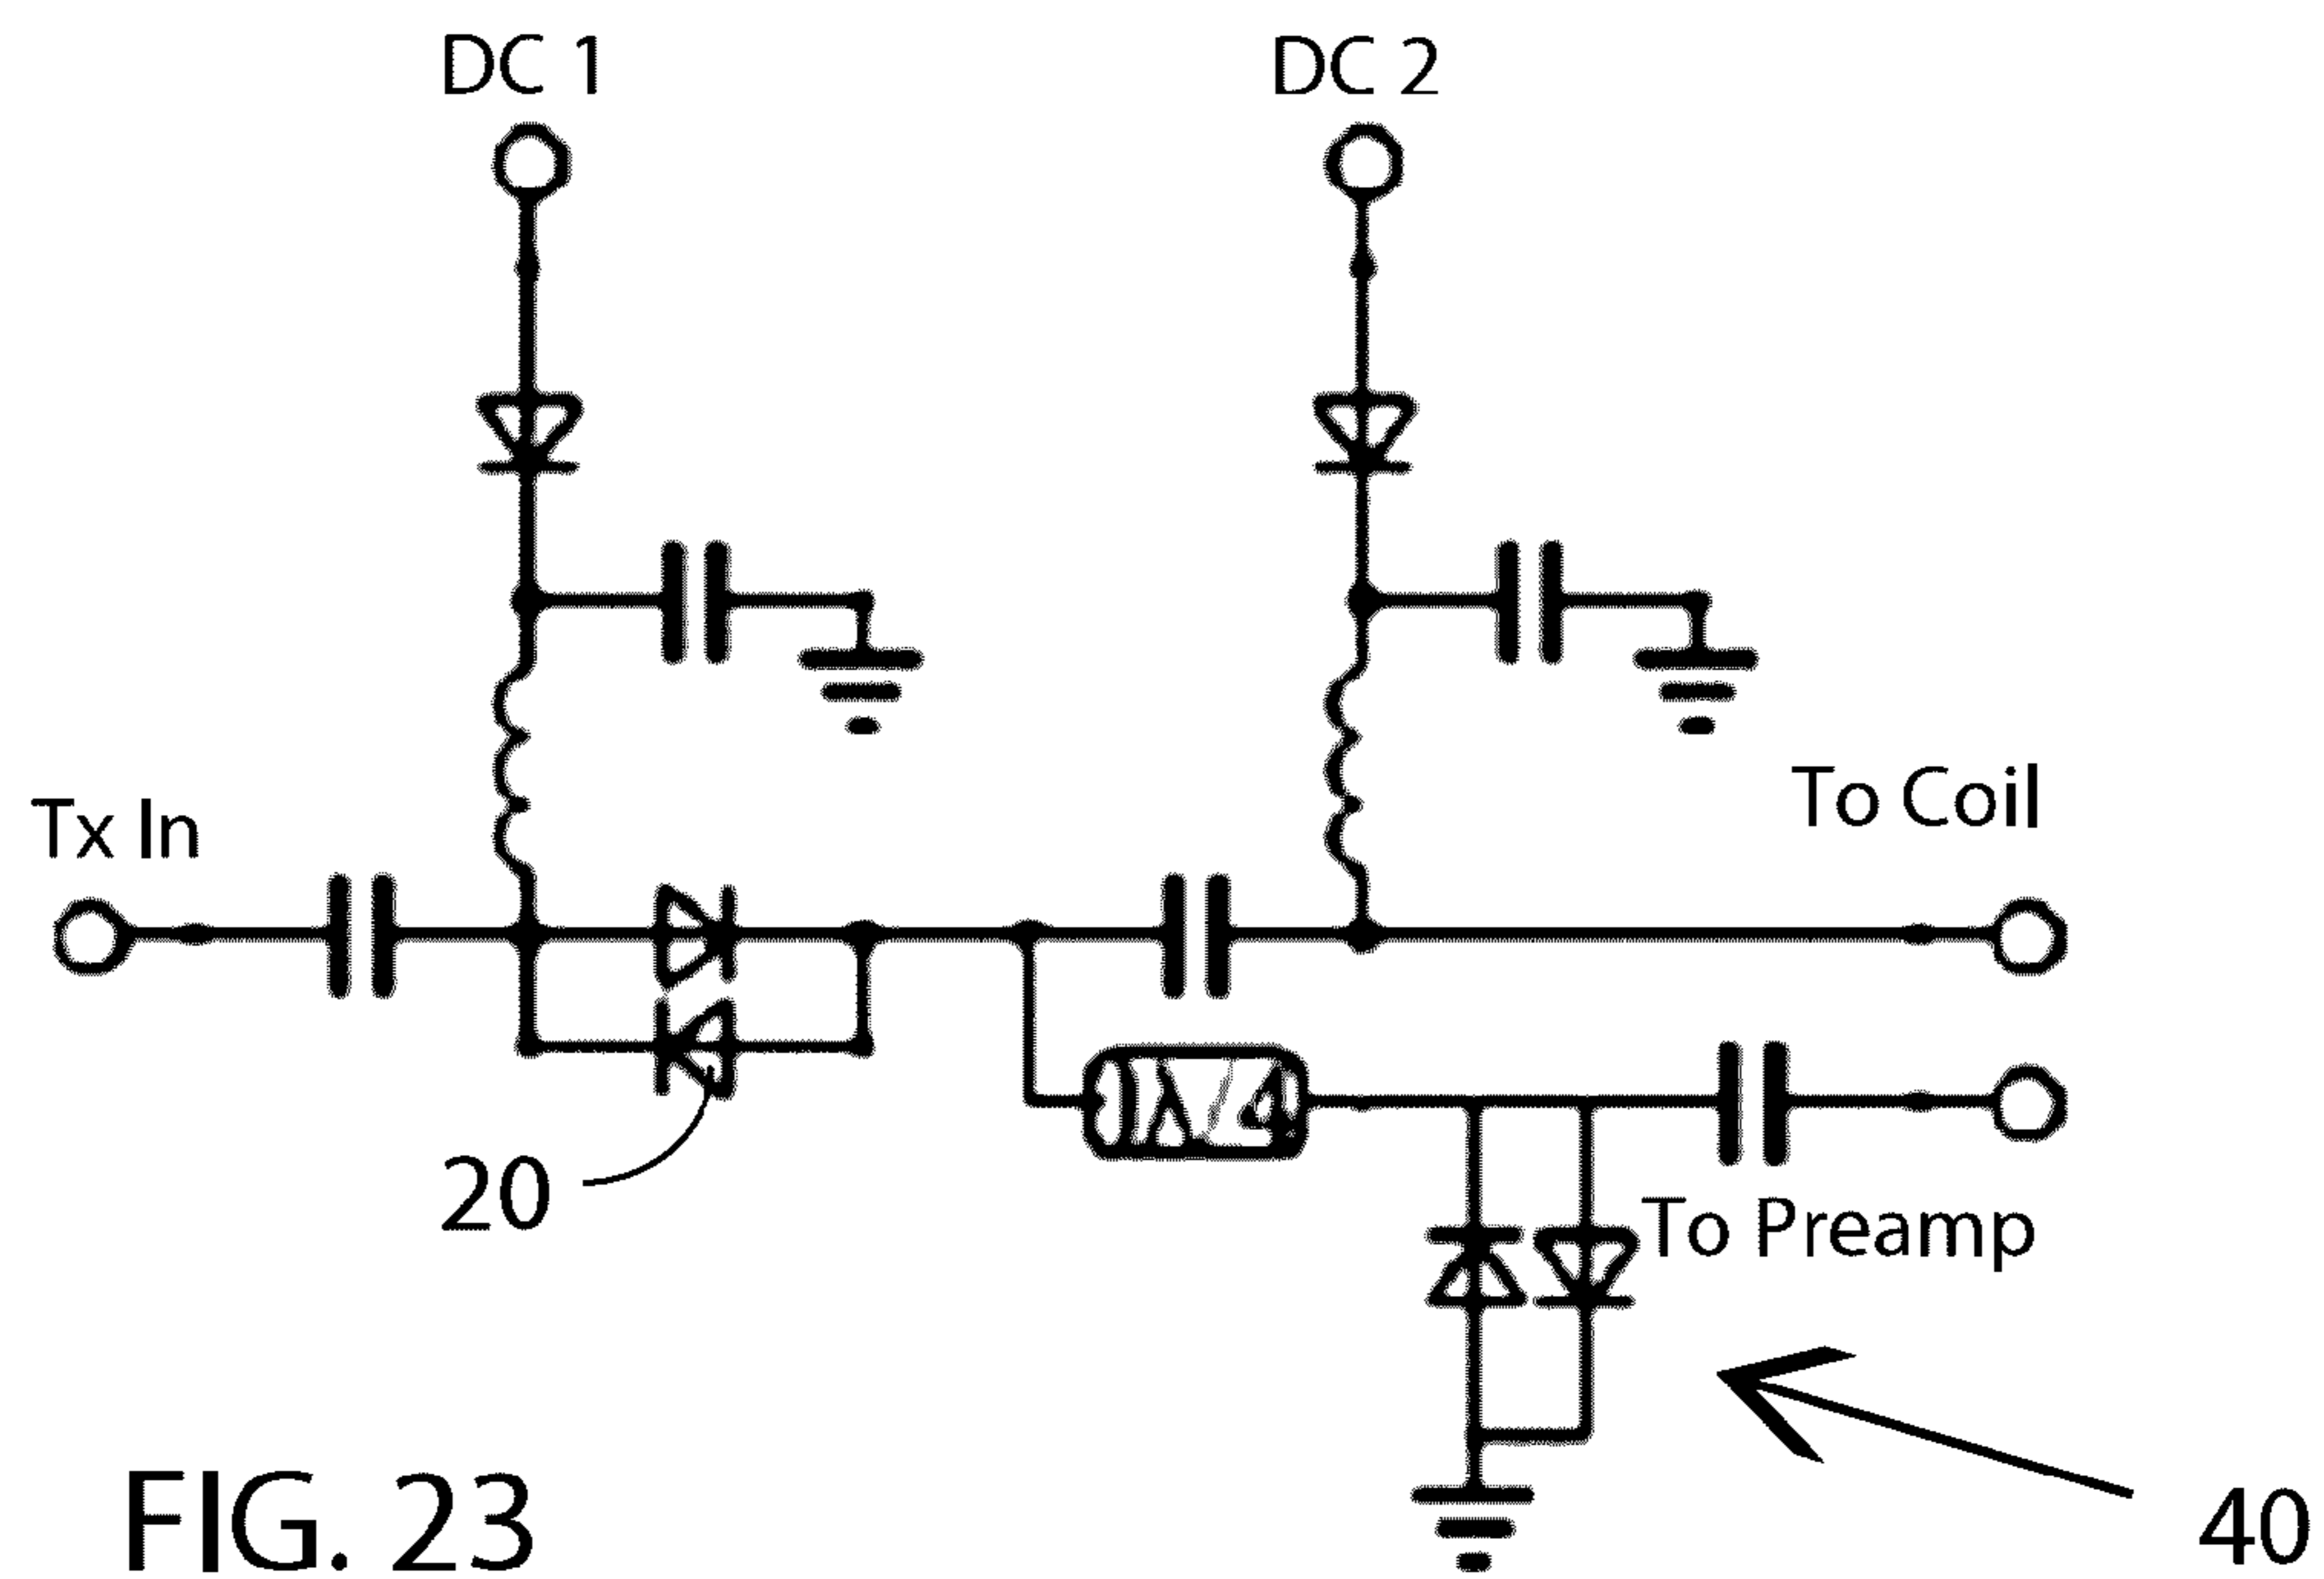 DC 1
DC 2
Tx In
To Coil
λ/4
20
To Preamp
FIG. 23
40